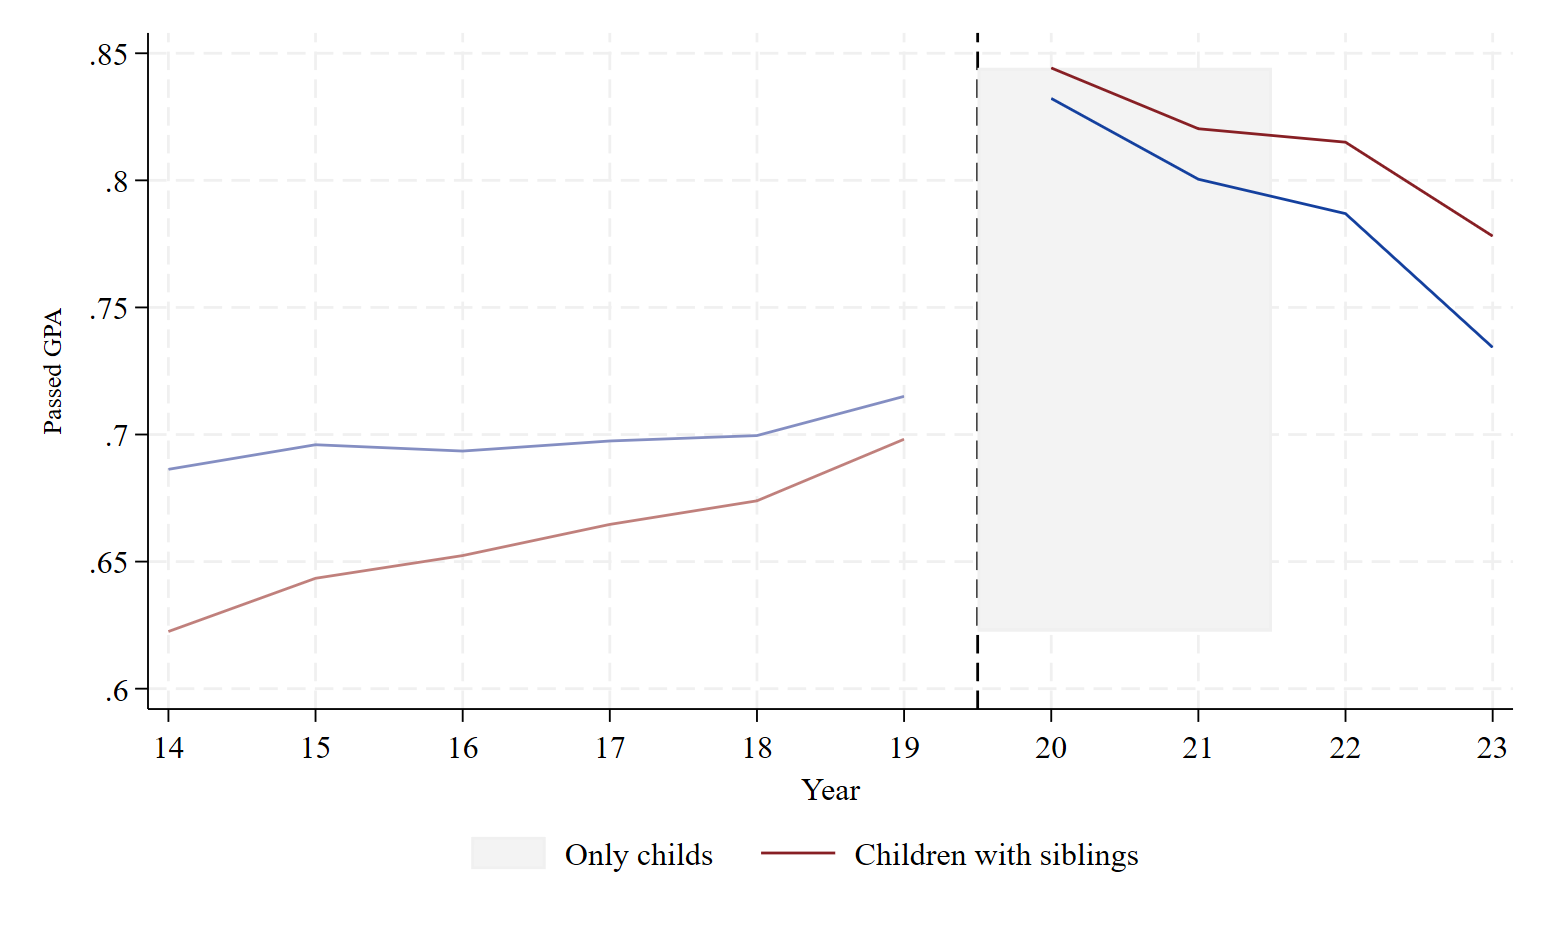 .85
.8
.75
.7
.65
.6
Passed GPA
14 15 16 17 18 19 20 21 22 23
Year
Only childs Children with siblings